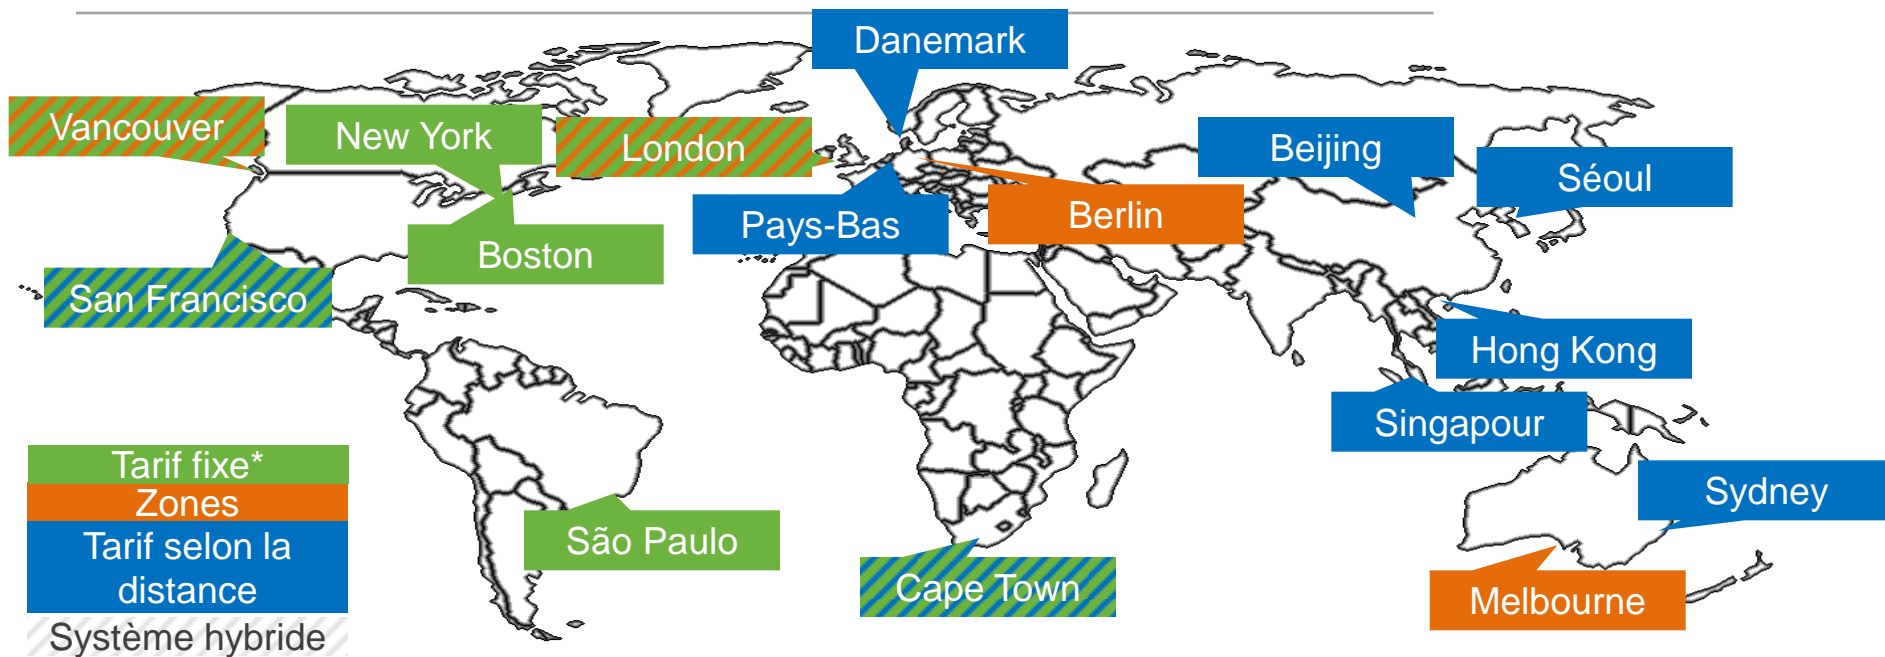 Danemark
Vancouver
New York
London
Beijing
Séoul
Pays-Bas
Berlin
Boston
San Francisco
Hong Kong
Singapour
Tarif fixe*
Zones
Tarif selon la
distance
Système hybride
São Paulo
Cape Town
Sydney
Melbourne